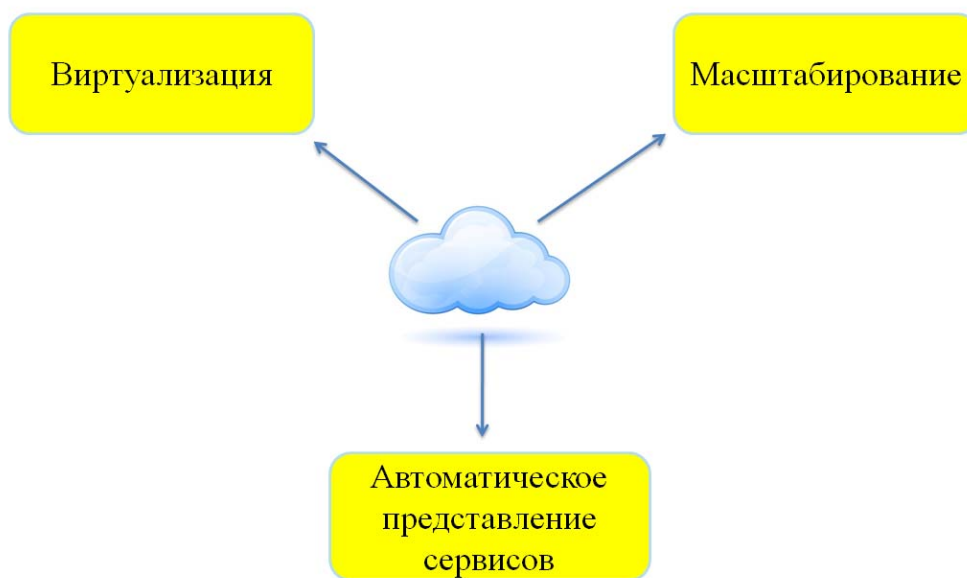 Виртуализация
Масштабирование
Автоматическое
представление
сервисов